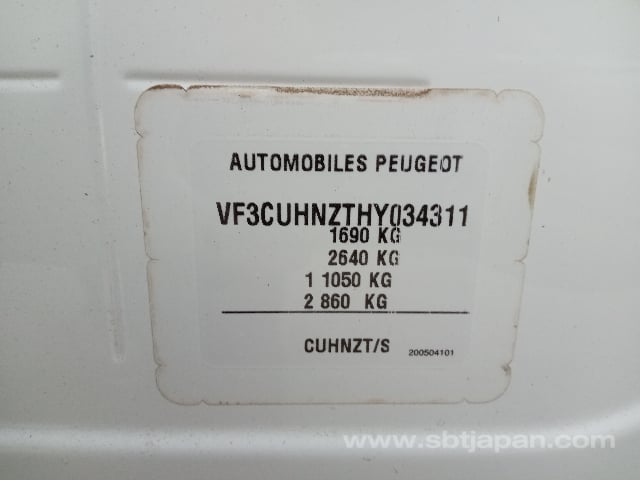 AUTOMOBILES PEUGEOT
VF3CUHNZTHY034311
1690 KG
2640 KG
1 1050 KG
2 860 KG
CUHNZT/S 200504101
www.sbtjapan.com